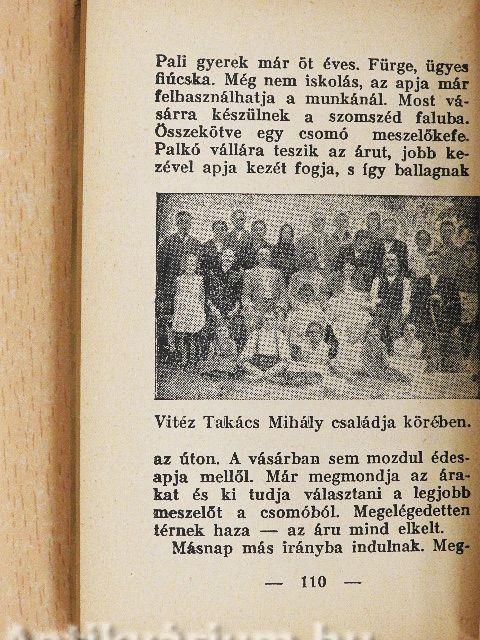 Pali gyerek már öt éves. Fürge, ügyes
fiúcska. Még nem iskolás, az apja már
felhasználhatja a munkánál. Most vá-
sárra készülnek a szomszéd faluba.
Összekötve egy csomó meszelőkefe.
Palkó vállára teszik az árut, jobb ke-
zével apja kezét fogja, s így ballagnak
Vitéz Takács Mihály családja körében.
az úton. A vásárban sem mozdul édes-
apja mellől. Már megmondja az ára-
kat és ki tudja választani a legjobb
meszelőt a csomóból. Megelégedetten
térnek haza — az áru mind elkelt.
Másnap más irányba indulnak. Meg-
— 110 —